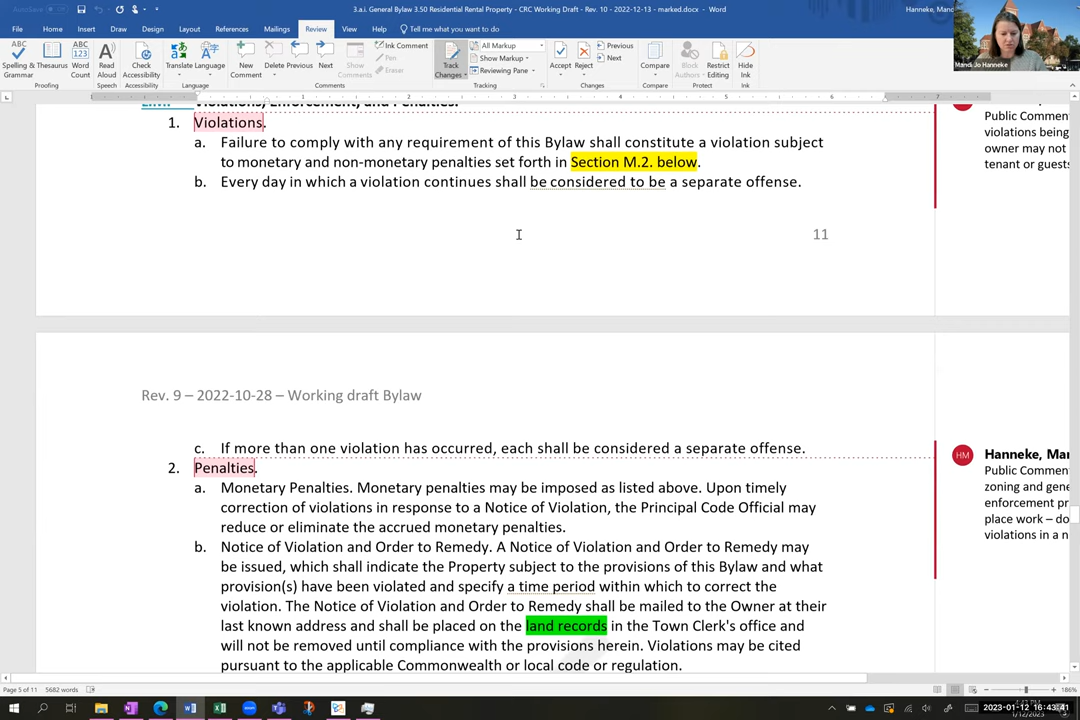 AutoSave Off
3.a.i. General Bylaw 3.50 Residential Rental Property - CRC Working Draft - Rev. 10 - 2022-12-13 - marked.docx - Word
Hanneke, Manc
File Home Insert Draw Design Layout References Mailings Review View Help Tell me what you want to do
Spelling & Grammar
Thesaurus
Word Count
Read Aloud
Check Accessibility
Translate
Language
New Comment
Delete
Previous
Next
Show Comments
Ink Comment
Pen
Eraser
Track Changes
All Markup
Show Markup
Reviewing Pane
Accept
Reject
Previous
Next
Compare
Block Authors
Restrict Editing
Hide Ink
Proofing Speech Accessibility Language Comments Tracking Changes Compare Protect Ink
Mandi Jo Hanneke
Violations, Enforcement, and Penalties.
1. Violations.
a. Failure to comply with any requirement of this Bylaw shall constitute a violation subject
to monetary and non-monetary penalties set forth in Section M.2. below.
b. Every day in which a violation continues shall be considered to be a separate offense.
11
Public Commen
violations being
owner may not
tenant or guests
Rev. 9 – 2022-10-28 – Working draft Bylaw
c. If more than one violation has occurred, each shall be considered a separate offense.
2. Penalties.
a. Monetary Penalties. Monetary penalties may be imposed as listed above. Upon timely
correction of violations in response to a Notice of Violation, the Principal Code Official may
reduce or eliminate the accrued monetary penalties.
b. Notice of Violation and Order to Remedy. A Notice of Violation and Order to Remedy may
be issued, which shall indicate the Property subject to the provisions of this Bylaw and what
provision(s) have been violated and specify a time period within which to correct the
violation. The Notice of Violation and Order to Remedy shall be mailed to the Owner at their
last known address and shall be placed on the land records in the Town Clerk's office and
will not be removed until compliance with the provisions herein. Violations may be cited
pursuant to the applicable Commonwealth or local code or regulation.
HM
Hanneke, Mar
Public Commen
zoning and gene
enforcement pr
place work – do
violations in a n
Page 5 of 11 5682 words
186%
2023-01-12 16:43:41
1/12/2023